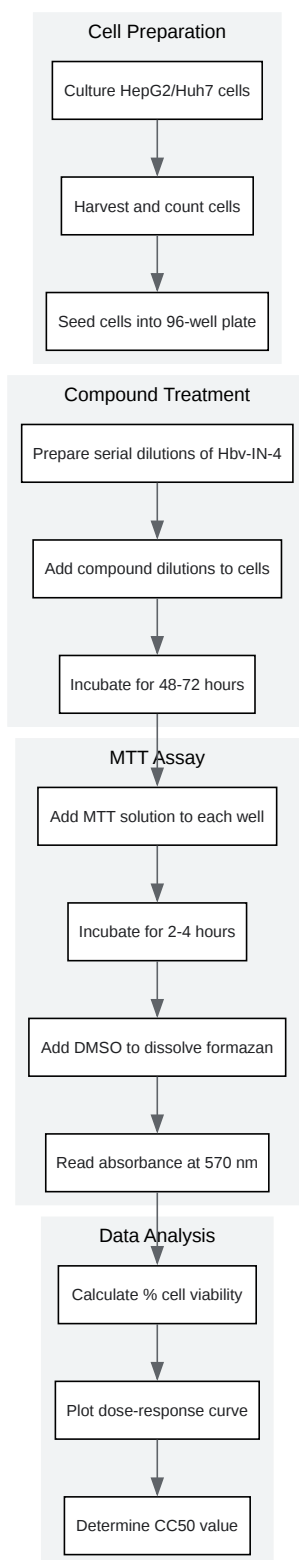 Cell Preparation
Culture HepG2/Huh7 cells
Harvest and count cells
Seed cells into 96-well plate
Compound Treatment
Prepare serial dilutions of Hbv-IN-4
Add compound dilutions to cells
Incubate for 48-72 hours
MTT Assay
Add MTT solution to each well
Incubate for 2-4 hours
Add DMSO to dissolve formazan
Read absorbance at 570 nm
Data Analysis
Calculate % cell viability
Plot dose-response curve
Determine CC50 value